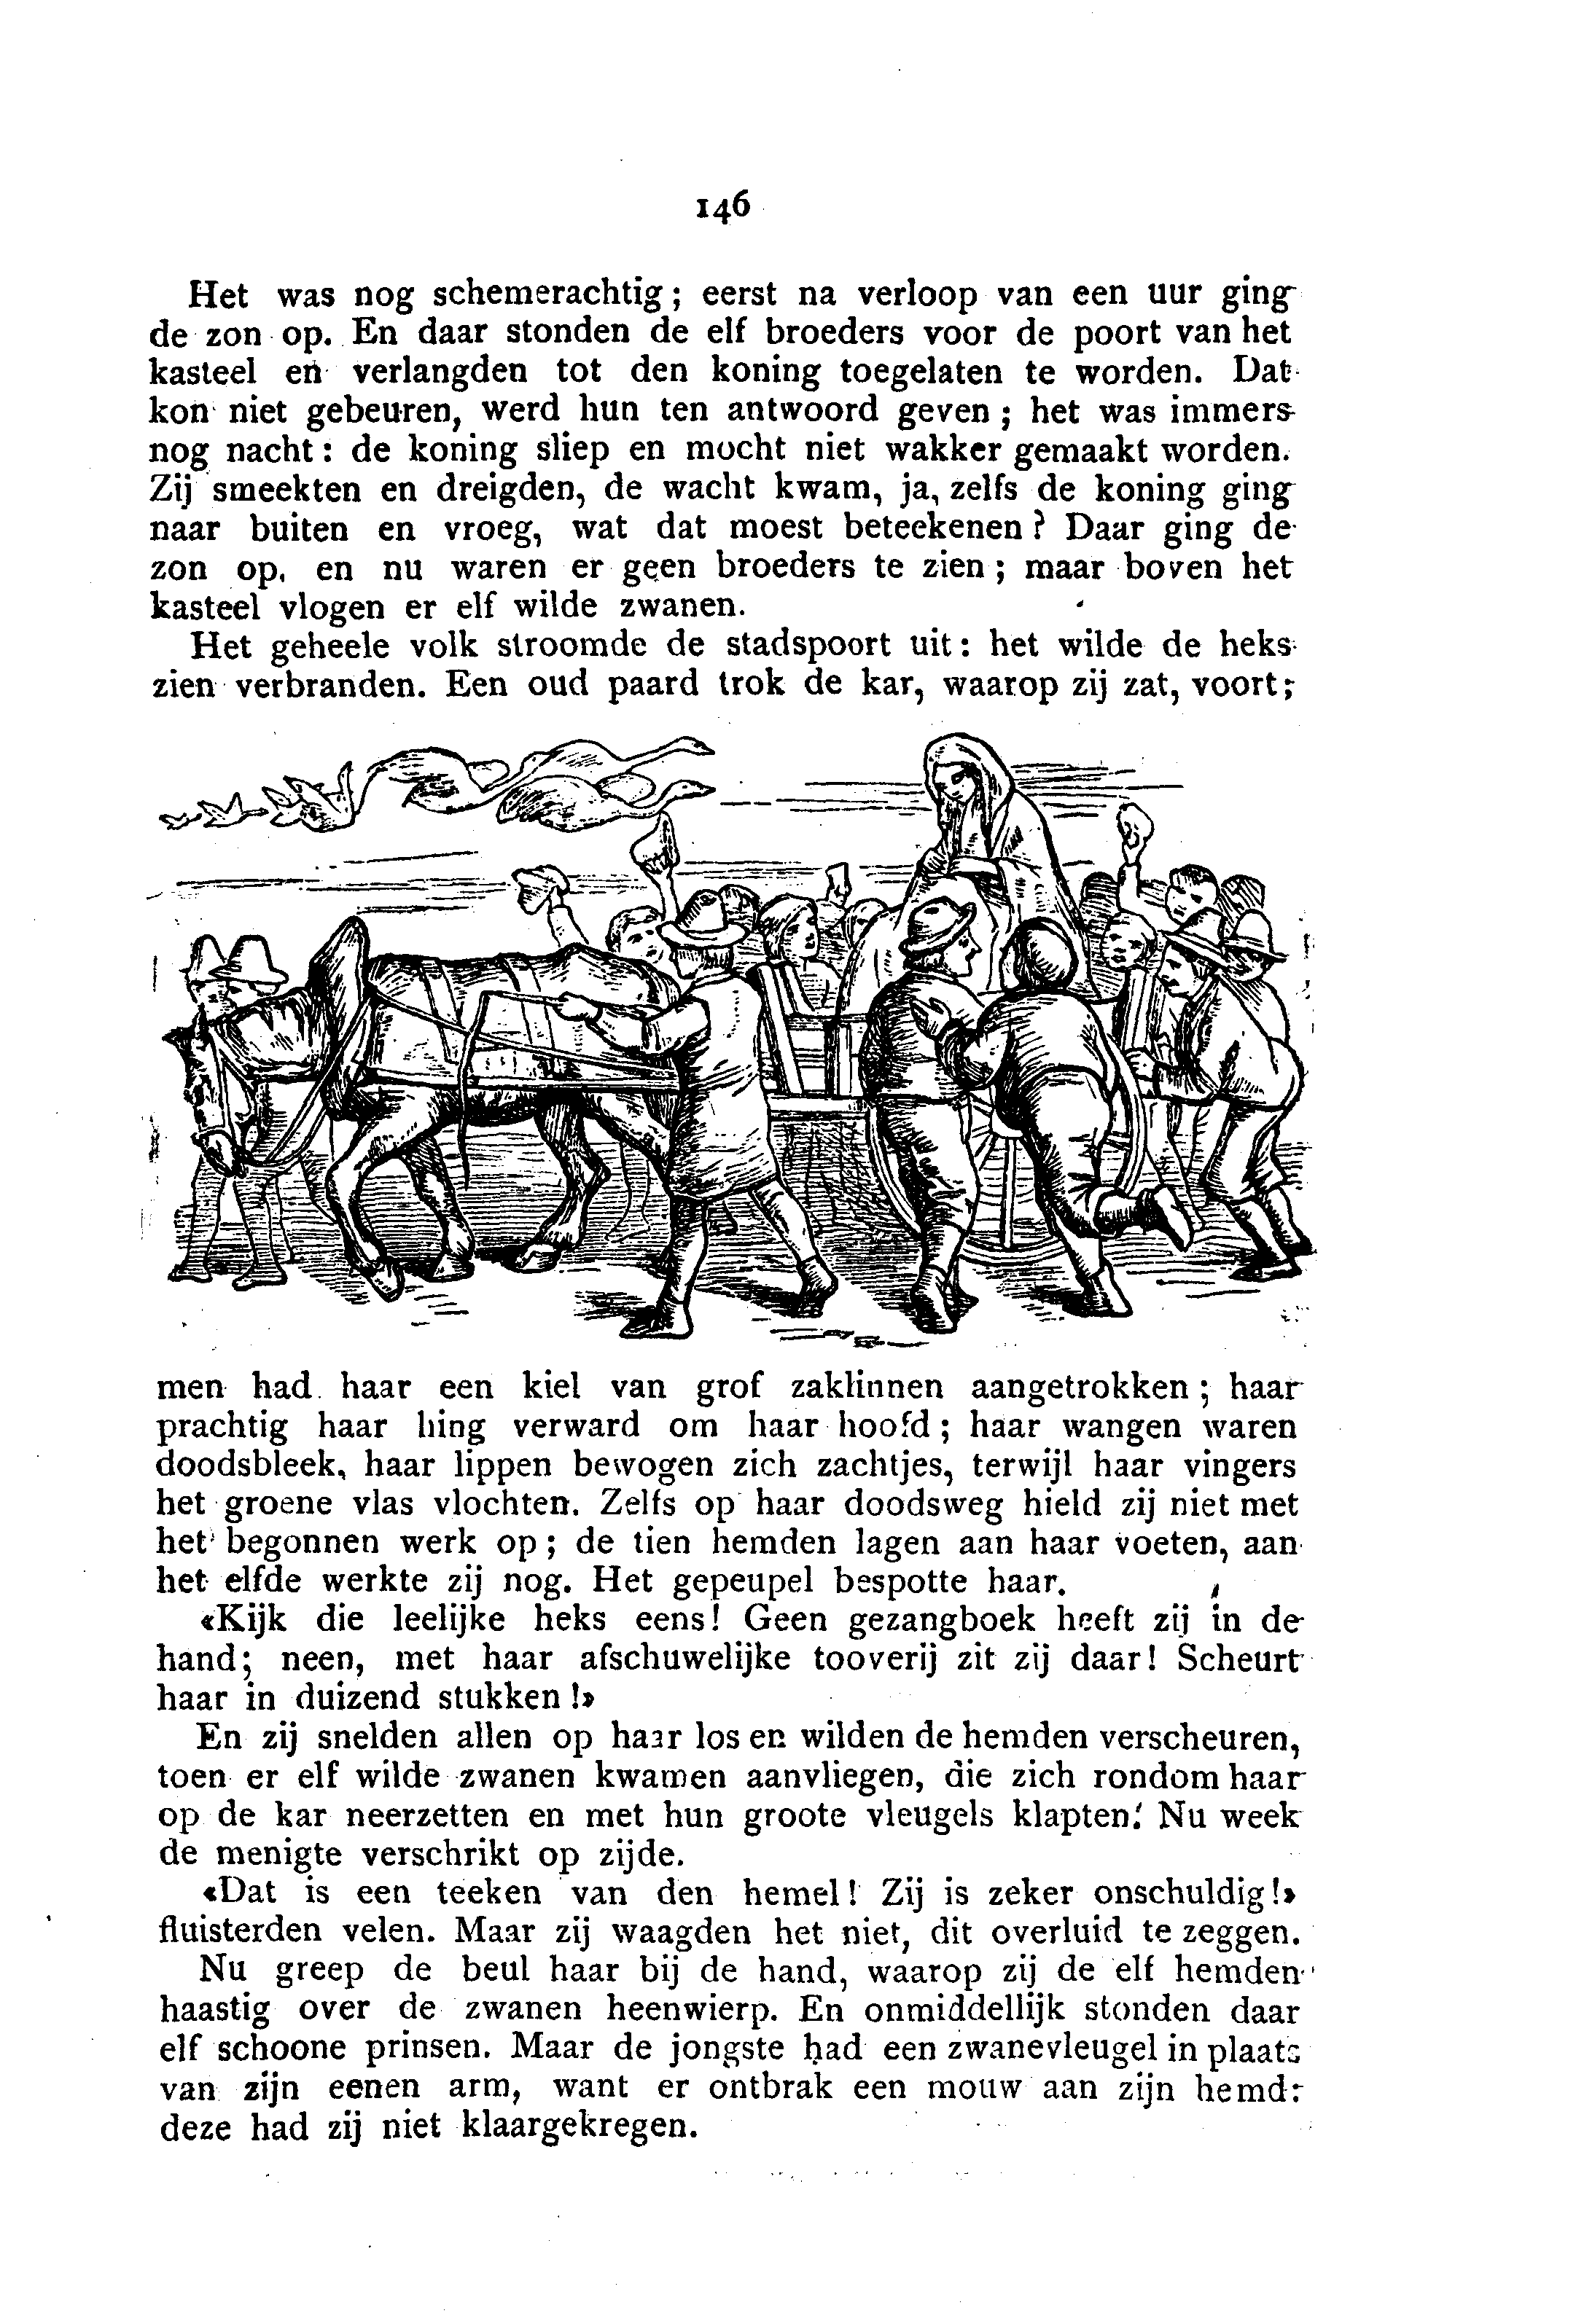 146
Het was nog schemerachtig; eerst na verloop van een uur ging
de zon op. En daar stonden de elf broeders voor de poort van het
kasteel en verlangden tot den koning toegelaten te worden. Dat
kon niet gebeuren, werd hun ten antwoord geven; het was immers
nog nacht: de koning sliep en mocht niet wakker gemaakt worden.
Zij smeekten en dreigden, de wacht kwam, ja, zelfs de koning ging
naar buiten en vroeg, wat dat moest beteekenen? Daar ging de
zon op, en nu waren er geen broeders te zien; maar boven het
kasteel vlogen er elf wilde zwanen.
Het geheele volk stroomde de stadspoort uit: het wilde de heks
zien verbranden. Een oud paard trok de kar, waarop zij zat, voort;
men had haar een kiel van grof zaklinnen aangetrokken; haar
prachtig haar hing verward om haar hoofd; haar wangen waren
doodsbleek, haar lippen bewogen zich zachtjes, terwijl haar vingers
het groene vlas vlochten. Zelfs op haar doodsweg hield zij niet met
het begonnen werk op; de tien hemden lagen aan haar voeten, aan
het elfde werkte zij nog. Het gepeupel bespotte haar.
«Kijk die leelijke heks eens! Geen gezangboek heeft zij in de
hand; neen, met haar afschuwelijke tooverij zit zij daar! Scheurt
haar in duizend stukken!»
En zij snelden allen op haar los en wilden de hemden verscheuren,
toen er elf wilde zwanen kwamen aanvliegen, die zich rondom haar
op de kar neerzetten en met hun groote vleugels klapten. Nu week
de menigte verschrikt op zijde.
«Dat is een teeken van den hemel! Zij is zeker onschuldig!»
fluisterden velen. Maar zij waagden het niet, dit overluid te zeggen.
Nu greep de beul haar bij de hand, waarop zij de elf hemden
haastig over de zwanen heenwierp. En onmiddellijk stonden daar
elf schoone prinsen. Maar de jongste had een zwanevleugel in plaats
van zijn eenen arm, want er ontbrak een mouw aan zijn hemd:
deze had zij niet klaargekregen.